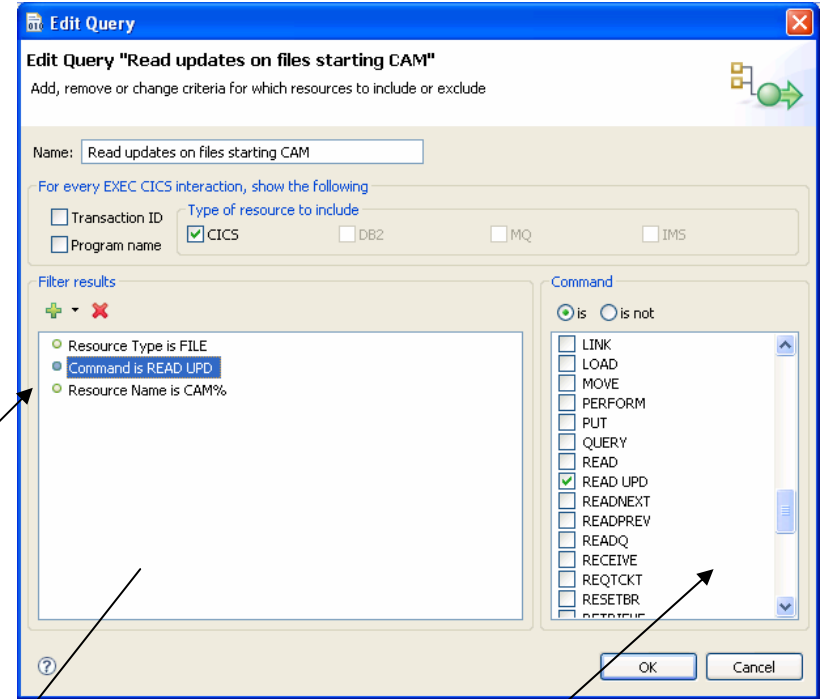 Edit Query
Edit Query "Read updates on files starting CAM"
Add, remove or change criteria for which resources to include or exclude
Name: Read updates on files starting CAM
For every EXEC CICS interaction, show the following
Transaction ID
Program name
Type of resource to include
CICS DB2 MQ IMS
Filter results
Resource Type is FILE
Command is READ UPD
Resource Name is CAM%
Command
is is not
LINK
LOAD
MOVE
PERFORM
PUT
QUERY
READ
READ UPD
READNEXT
READPREV
READQ
RECEIVE
REQTCKT
RESETBR
RETRIEVE
OK Cancel